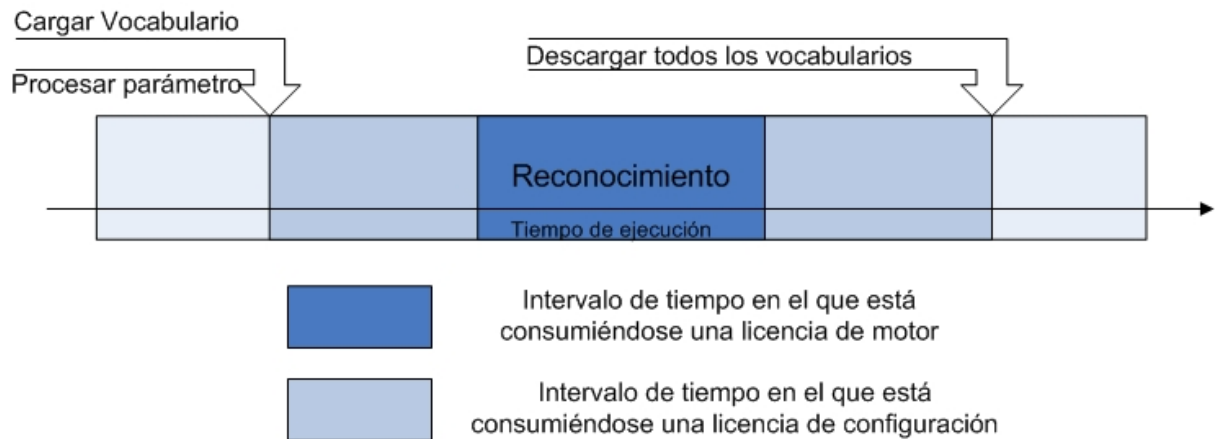 Cargar Vocabulario
Descargar todos los vocabularios
Procesar parámetro
Reconocimiento
Tiempo de ejecución
Intervalo de tiempo en el que está
consumiéndose una licencia de motor
Intervalo de tiempo en el que está
consumiéndose una licencia de configuración